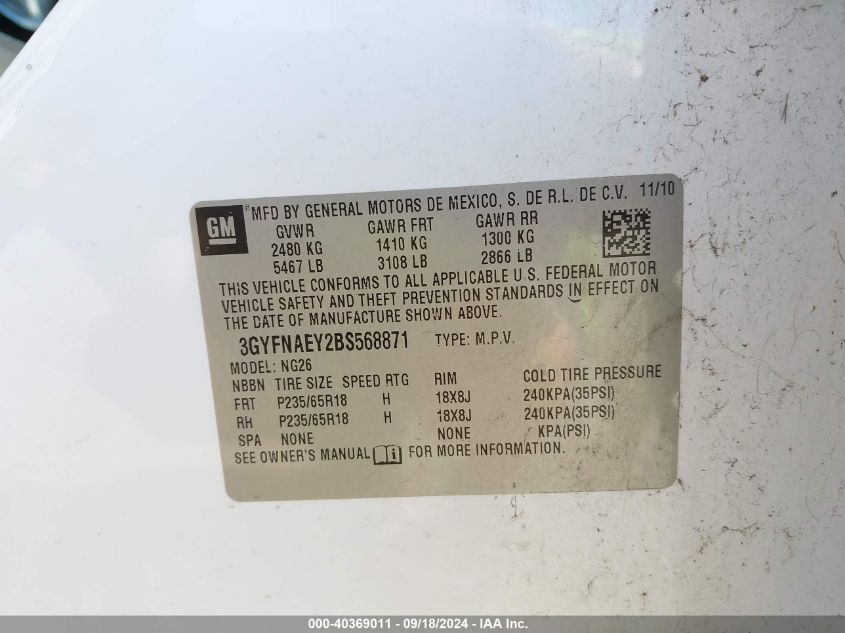 GM
®MFD BY GENERAL MOTORS DE MEXICO, S. DE R.L. DE C.V. 11/10
GVWR GAWR FRT GAWR RR
2480 KG 1410 KG 1300 KG
5467 LB 3108 LB 2866 LB
THIS VEHICLE CONFORMS TO ALL APPLICABLE U.S. FEDERAL MOTOR
VEHICLE SAFETY AND THEFT PREVENTION STANDARDS IN EFFECT ON
THE DATE OF MANUFACTURE SHOWN ABOVE.
3GYFNAEY2BS568871 TYPE: M.P.V.
MODEL: NG26
NBBN TIRE SIZE SPEED RTG RIM COLD TIRE PRESSURE
FRT P235/65R18 H 18X8J 240KPA(35PSI)
RH P235/65R18 H 18X8J 240KPA(35PSI)
SPA NONE NONE KPA(PSI)
SEE OWNER'S MANUAL FOR MORE INFORMATION.
000-40369011 - 09/18/2024 - IAA Inc.